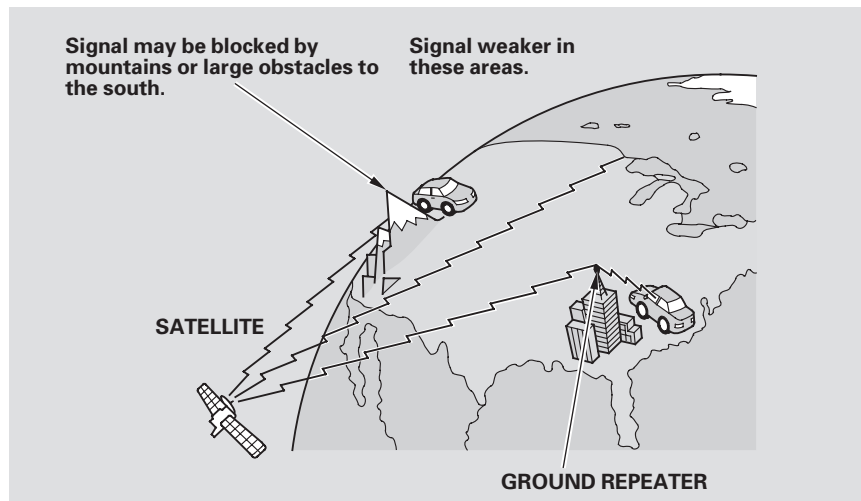 Signal may be blocked by
mountains or large obstacles to
the south.
Signal weaker in
these areas.
SATELLITE
GROUND REPEATER